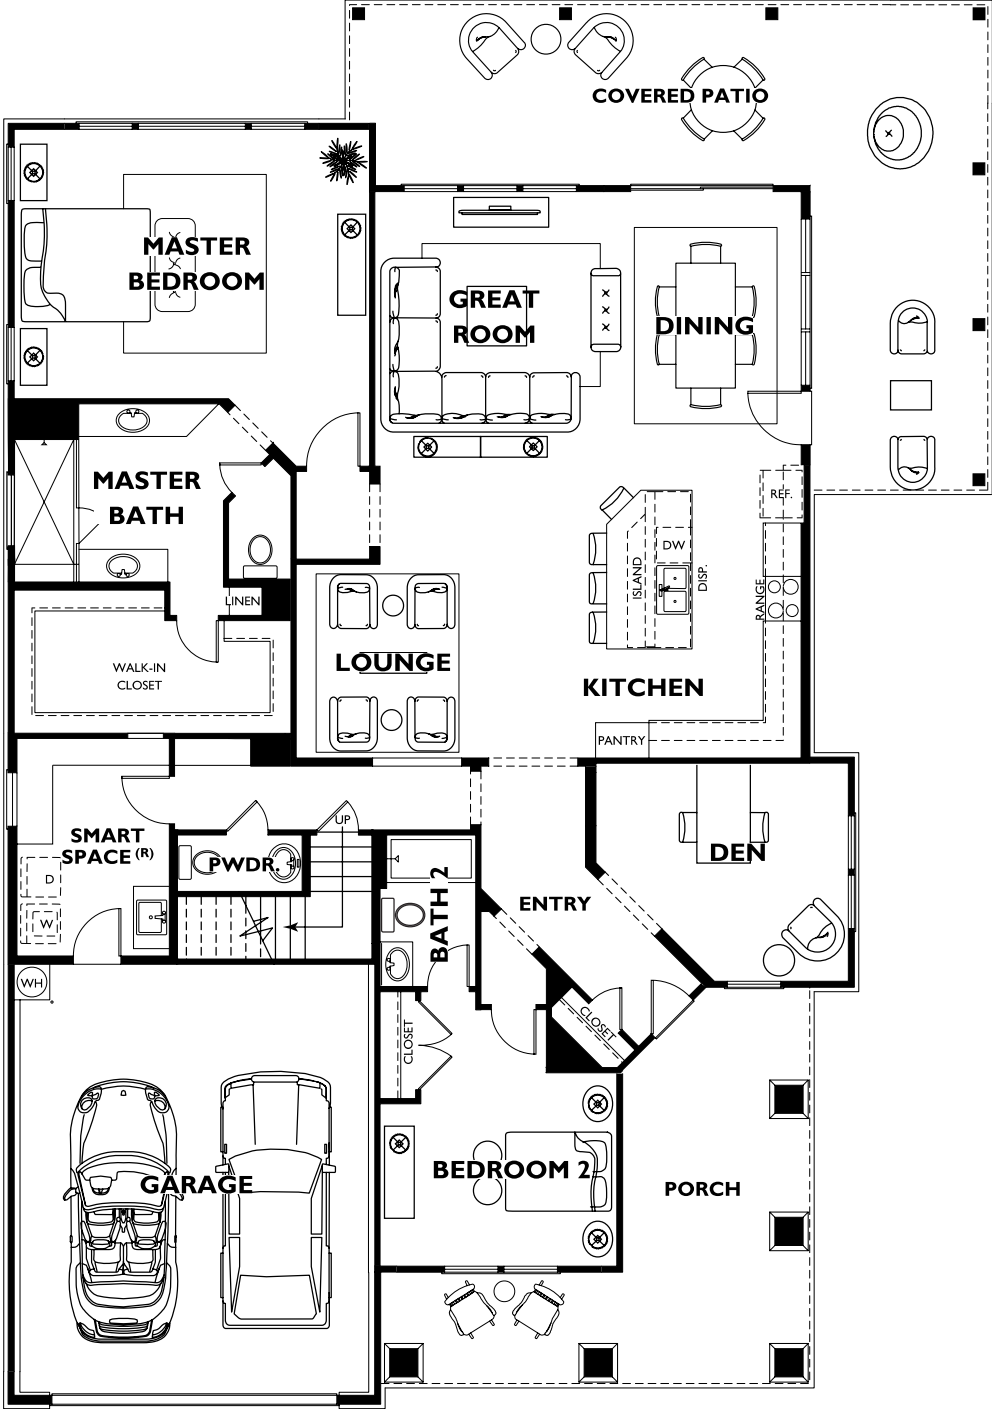 COVERED PATIO
MASTER
BEDROOM
GREAT
ROOM
DINING
MASTER
BATH
REF.
DW
ISLAND
DISP.
RANGE
LINEN
WALK-IN
CLOSET
LOUNGE
KITCHEN
PANTRY
UP
SMART
SPACE (R)
PWDR.
DEN
D
W
BATH 2
ENTRY
WH
CLOSET
CLOSET
GARAGE
BEDROOM 2
PORCH